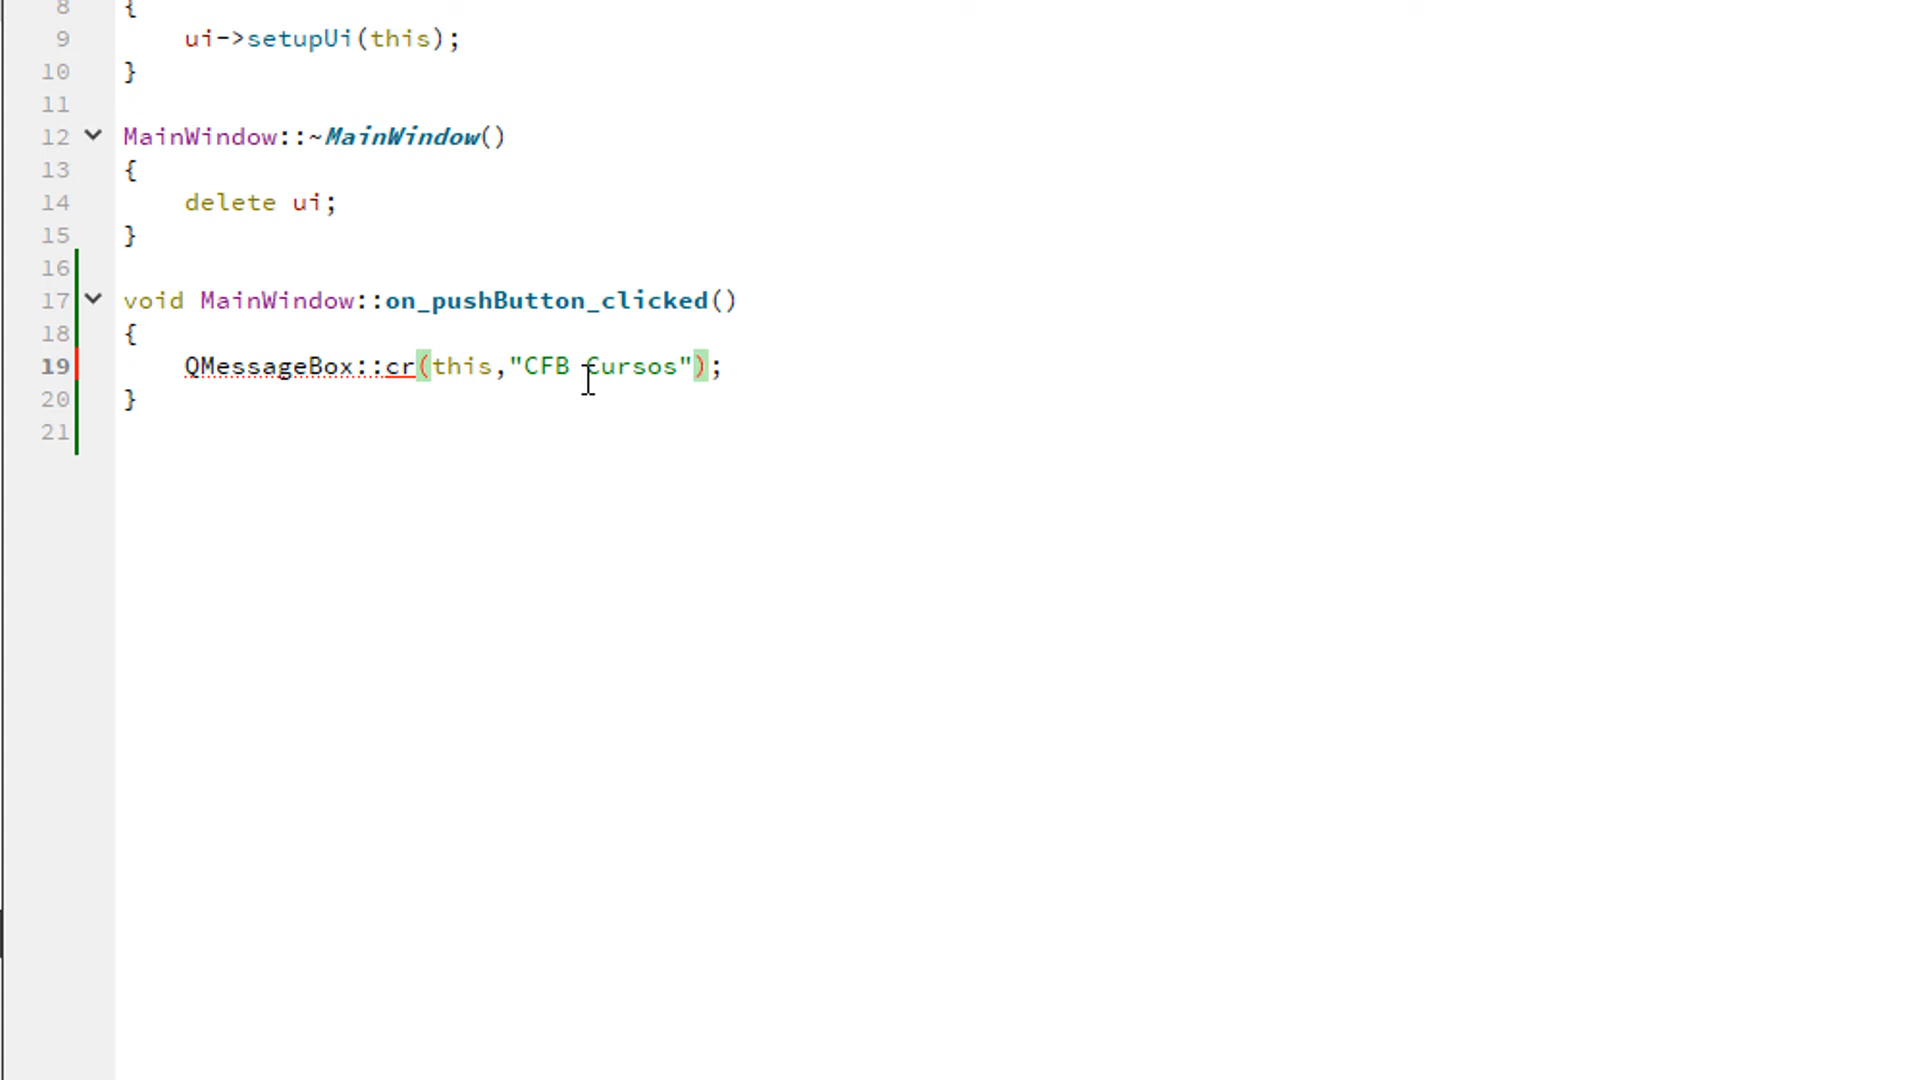 8 {
9 ui->setupUi(this);
10 }
11
12 MainWindow::~MainWindow()
13 {
14 delete ui;
15 }
16
17 void MainWindow::on_pushButton_clicked()
18 {
19 QMessageBox::cr(this,"CFB Cursos");
20 }
21